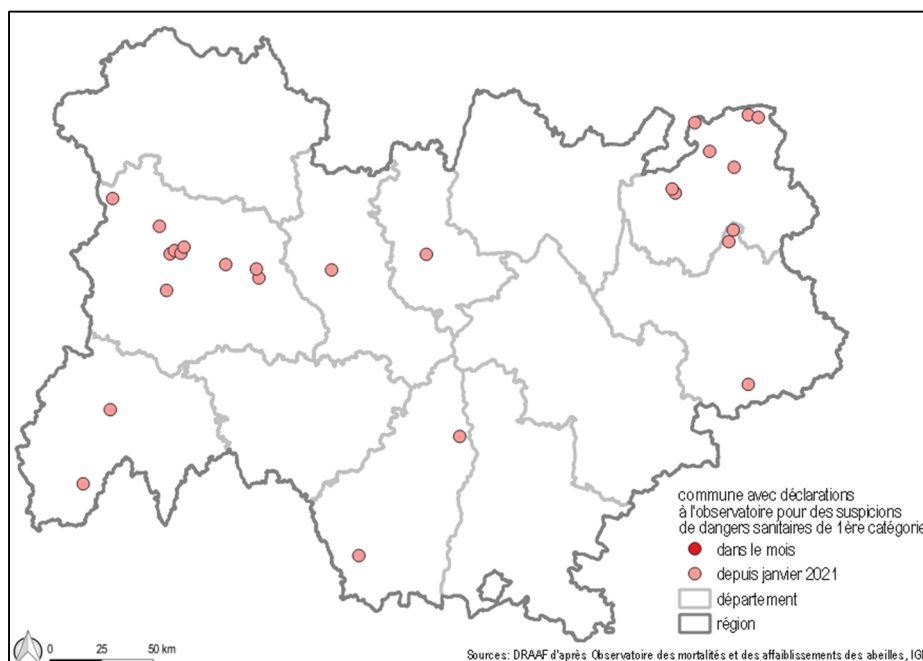 commune avec déclarations
à l'observatoire pour des suspicions
de dangers sanitaires de 1ère catégorie
dans le mois
depuis janvier 2021
département
région
0 25 50 km
Sources: DRAAF d'après Observatoire des mortalités et des affaiblissements des abeilles,